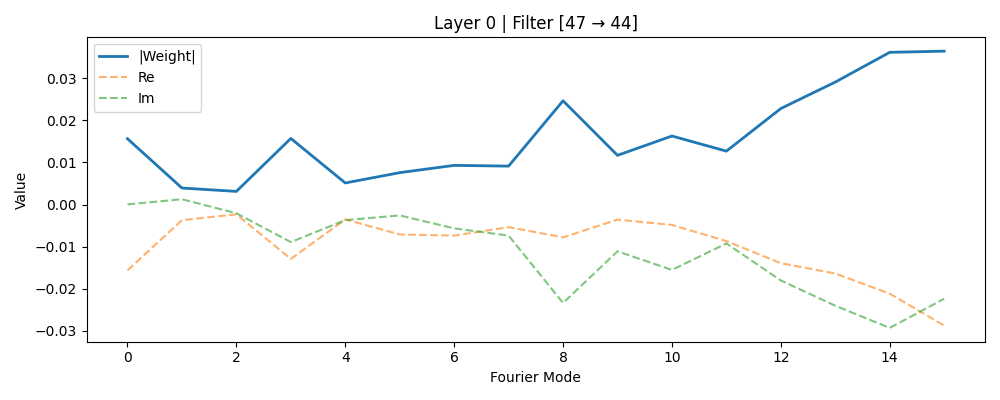 Layer 0 | Filter [47 → 44]
|Weight|
Re
Im
Value
0.03
0.02
0.01
0.00
−0.01
−0.02
−0.03
0 2 4 6 8 10 12 14
Fourier Mode